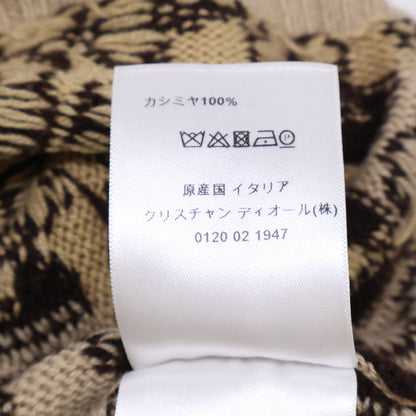 カシミヤ100%
原産国 イタリア
クリスチャン ディオール(株)
0120 02 1947